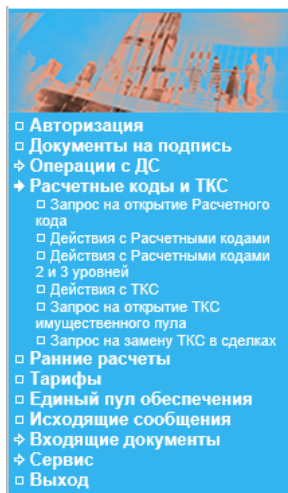 Авторизация
Документы на подпись
Операции с ДС
Расчетные коды и ТКС
Запрос на открытие Расчетного
кода
Действия с Расчетными кодами
Действия с Расчетными кодами
2 и 3 уровней
Действия с ТКС
Запрос на открытие ТКС
имущественного пула
Запрос на замену ТКС в сделках
Ранние расчеты
Тарифы
Единый пул обеспечения
Исходящие сообщения
Входящие документы
Сервис
Выход